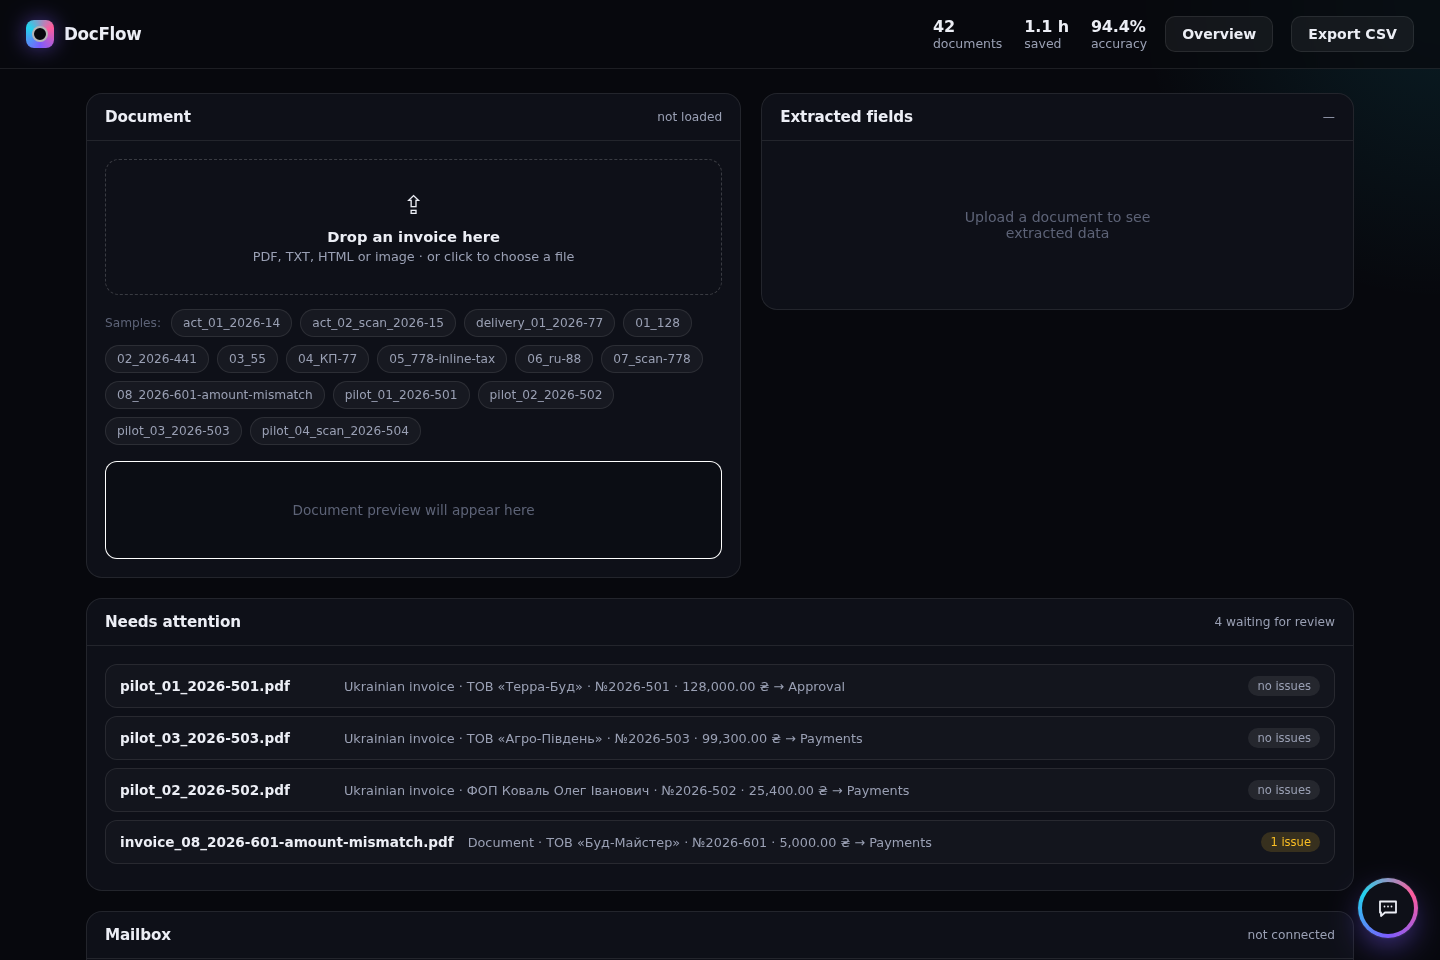 DocFlow
42
documents
1.1 h
saved
94.4%
accuracy
Overview
Export CSV
Document
not loaded
Drop an invoice here
PDF, TXT, HTML or image · or click to choose a file
Samples:
act_01_2026-14
act_02_scan_2026-15
delivery_01_2026-77
01_128
02_2026-441
03_55
04_КП-77
05_778-inline-tax
06_ru-88
07_scan-778
08_2026-601-amount-mismatch
pilot_01_2026-501
pilot_02_2026-502
pilot_03_2026-503
pilot_04_scan_2026-504
Document preview will appear here
Extracted fields
—
Upload a document to see
extracted data
Needs attention
4 waiting for review
pilot_01_2026-501.pdf
Ukrainian invoice · ТОВ «Терра-Буд» · №2026-501 · 128,000.00 ₴ → Approval
no issues
pilot_03_2026-503.pdf
Ukrainian invoice · ТОВ «Агро-Південь» · №2026-503 · 99,300.00 ₴ → Payments
no issues
pilot_02_2026-502.pdf
Ukrainian invoice · ФОП Коваль Олег Іванович · №2026-502 · 25,400.00 ₴ → Payments
no issues
invoice_08_2026-601-amount-mismatch.pdf
Document · ТОВ «Буд-Майстер» · №2026-601 · 5,000.00 ₴ → Payments
1 issue
Mailbox
not connected